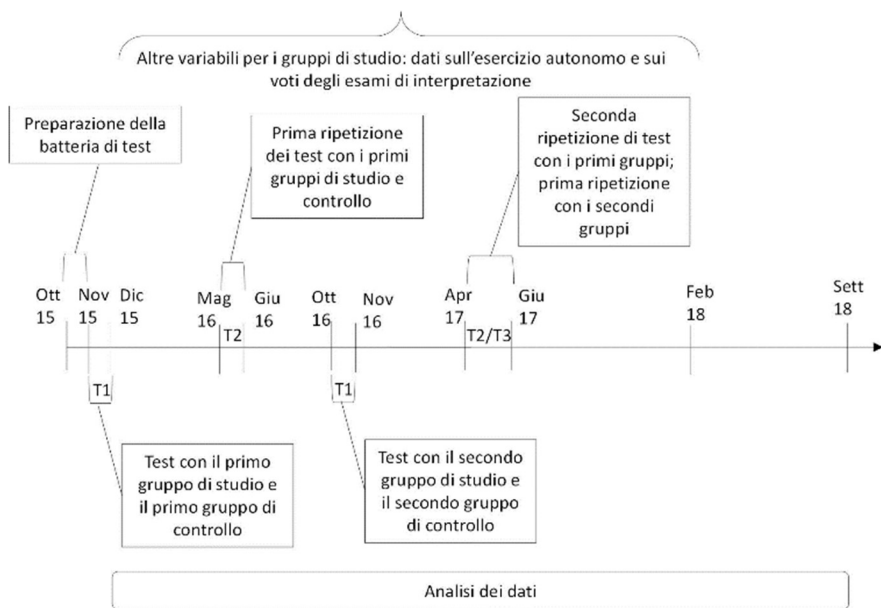 Altre variabili per i gruppi di studio: dati sull'esercizio autonomo e sui
voti degli esami di interpretazione
Preparazione della
batteria di test
Prima ripetizione
dei test con i primi
gruppi di studio e
controllo
Seconda
ripetizione di test
con i primi gruppi;
prima ripetizione
con i secondi
gruppi
Ott Nov Dic Mag Giu Ott Nov Apr Giu Feb Sett
15 15 15 16 16 16 16 17 17 18 18
T2 T2/T3
T1 T1
Test con il primo
gruppo di studio e
il primo gruppo di
controllo
Test con il secondo
gruppo di studio e
il secondo gruppo
di controllo
Analisi dei dati